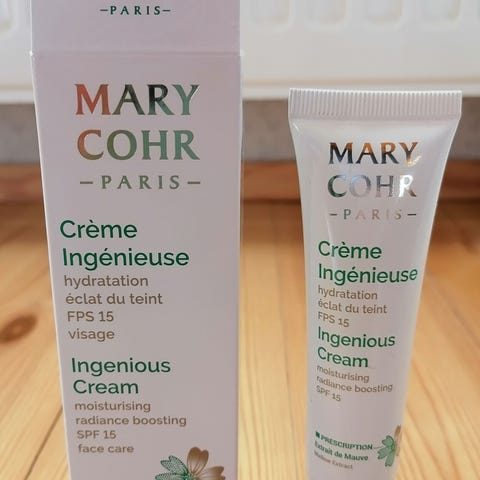 –PARIS–
MARY
COHR
–PARIS–
Crème
Ingénieuse
hydratation
éclat du teint
FPS 15
visage
Ingenious
Cream
moisturising
radiance boosting
SPF 15
face care
MARY
COHR
–PARIS–
Crème
Ingénieuse
hydratation
éclat du teint
FPS 15
Ingenious
Cream
moisturising
radiance boosting
SPF 15
PRESCRIPTION
Extrait de Mauve
Mallow Extract